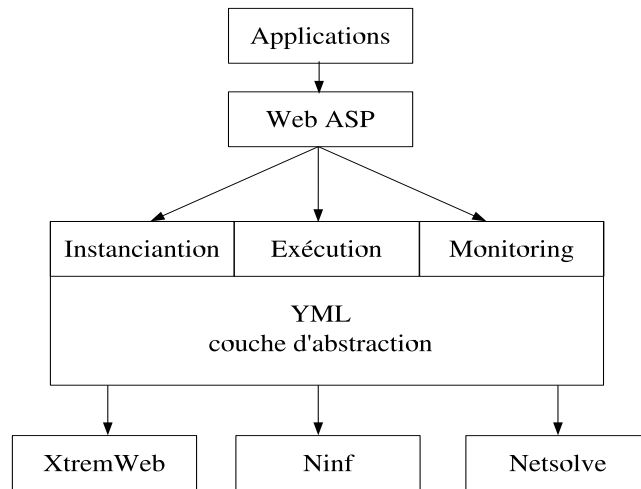 Applications
Web ASP
Instanciantion
Exécution
Monitoring
YML
couche d'abstraction
XtremWeb
Ninf
Netsolve